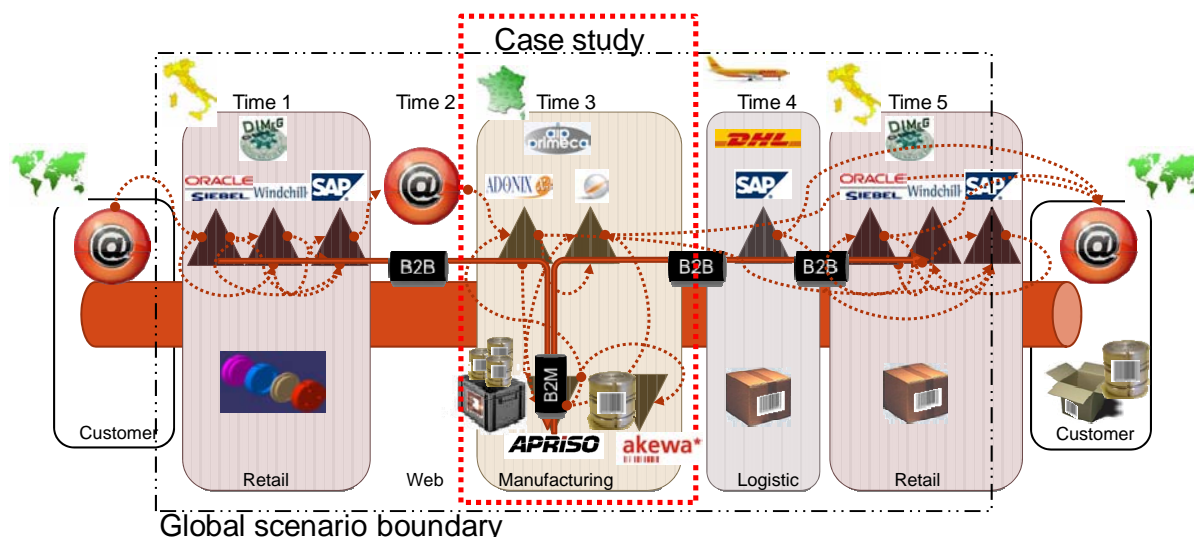 Case study
Time 1
Time 2
Time 3
Time 4
Time 5
DIMEG
aip
primeca
DHL
DIMEG
ORACLE
SIEBEL
Windchill
SAP
@
ADONIX
SAP
ORACLE
SIEBEL
Windchill
SAP
@
@
B2B
B2B
B2B
B2M
APRISO
akewa*
Customer
Customer
Retail
Web
Manufacturing
Logistic
Retail
Global scenario boundary